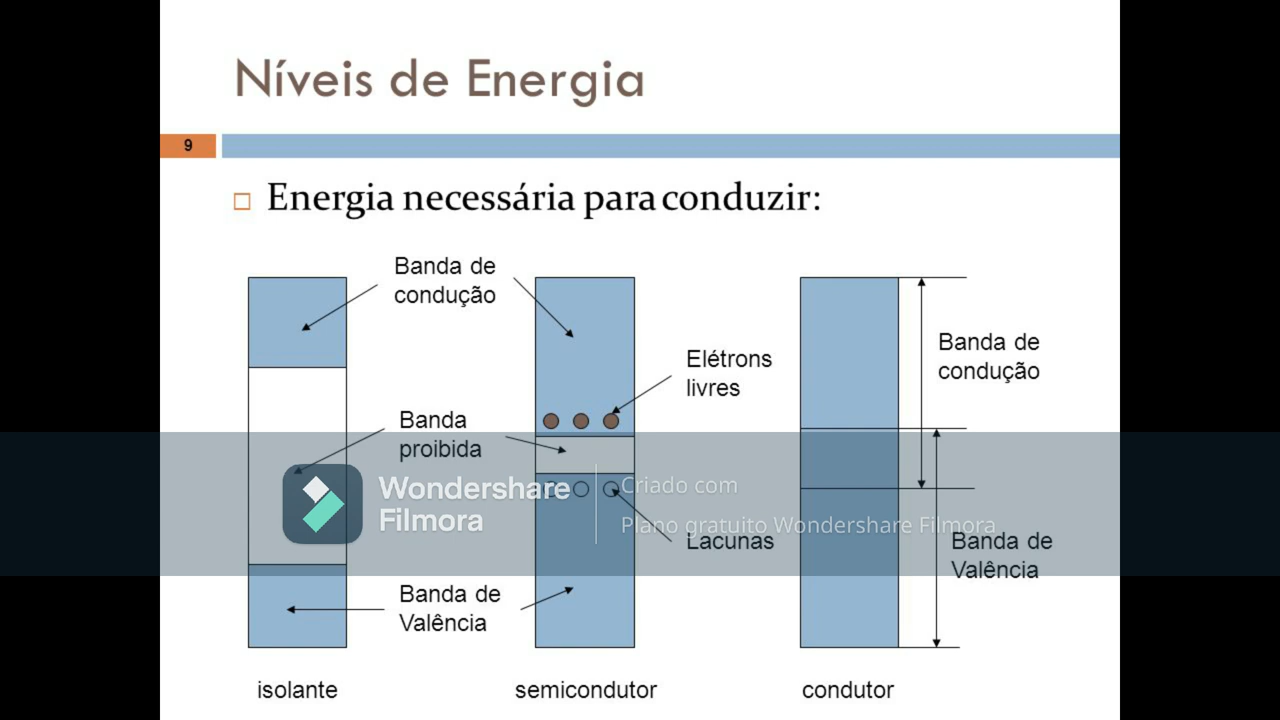 Níveis de Energia
9
Energia necessária para conduzir:
Banda de
condução
Elétrons
livres
Banda de
condução
Banda
proibida
Wondershare
Filmora
Criado com
Plano gratuito Wondershare Filmora
Lacunas
Banda de
Valência
Banda de
Valência
isolante
semicondutor
condutor